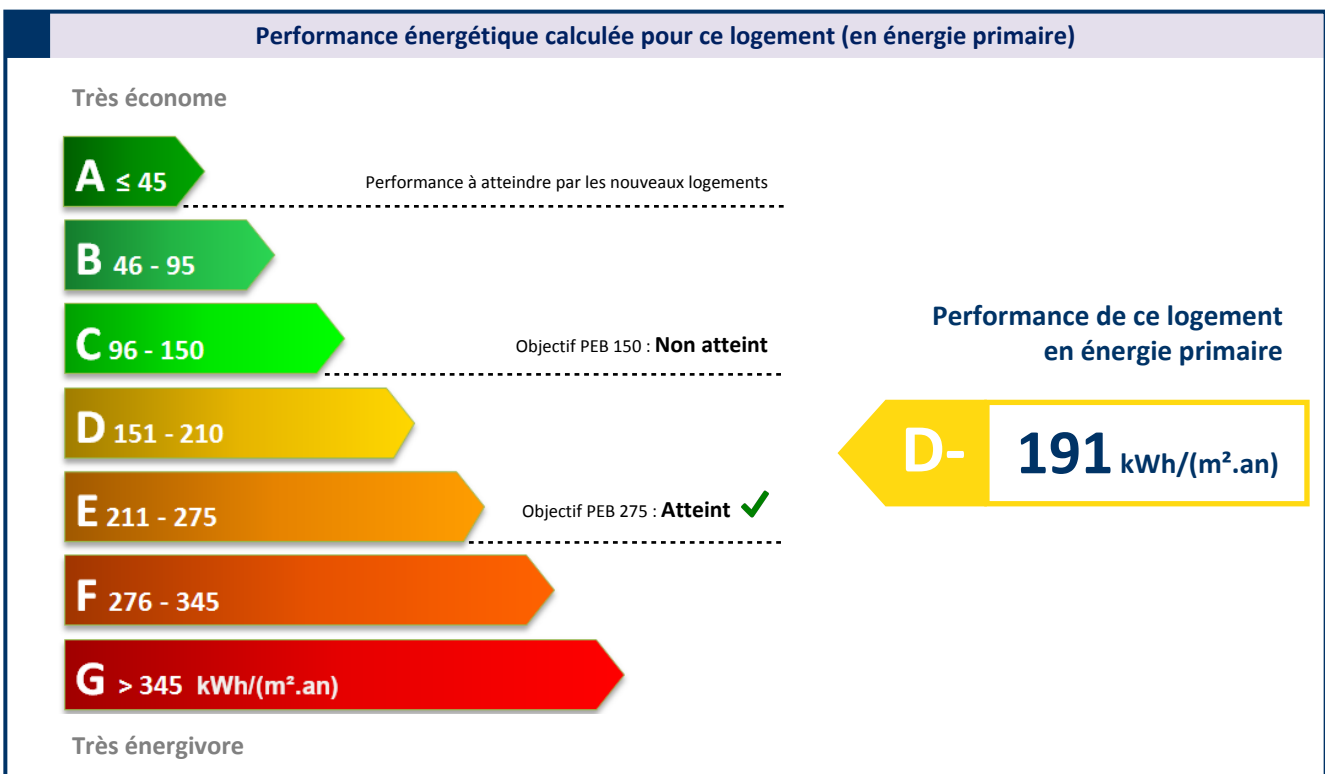 Performance énergétique calculée pour ce logement (en énergie primaire)
Très économe
A ≤ 45
Performance à atteindre par les nouveaux logements
B 46 - 95
C 96 - 150
Objectif PEB 150 : Non atteint
Performance de ce logement
en énergie primaire
D 151 - 210
D- 191 kWh/(m².an)
E 211 - 275
Objectif PEB 275 : Atteint ✓
F 276 - 345
G > 345 kWh/(m².an)
Très énergivore